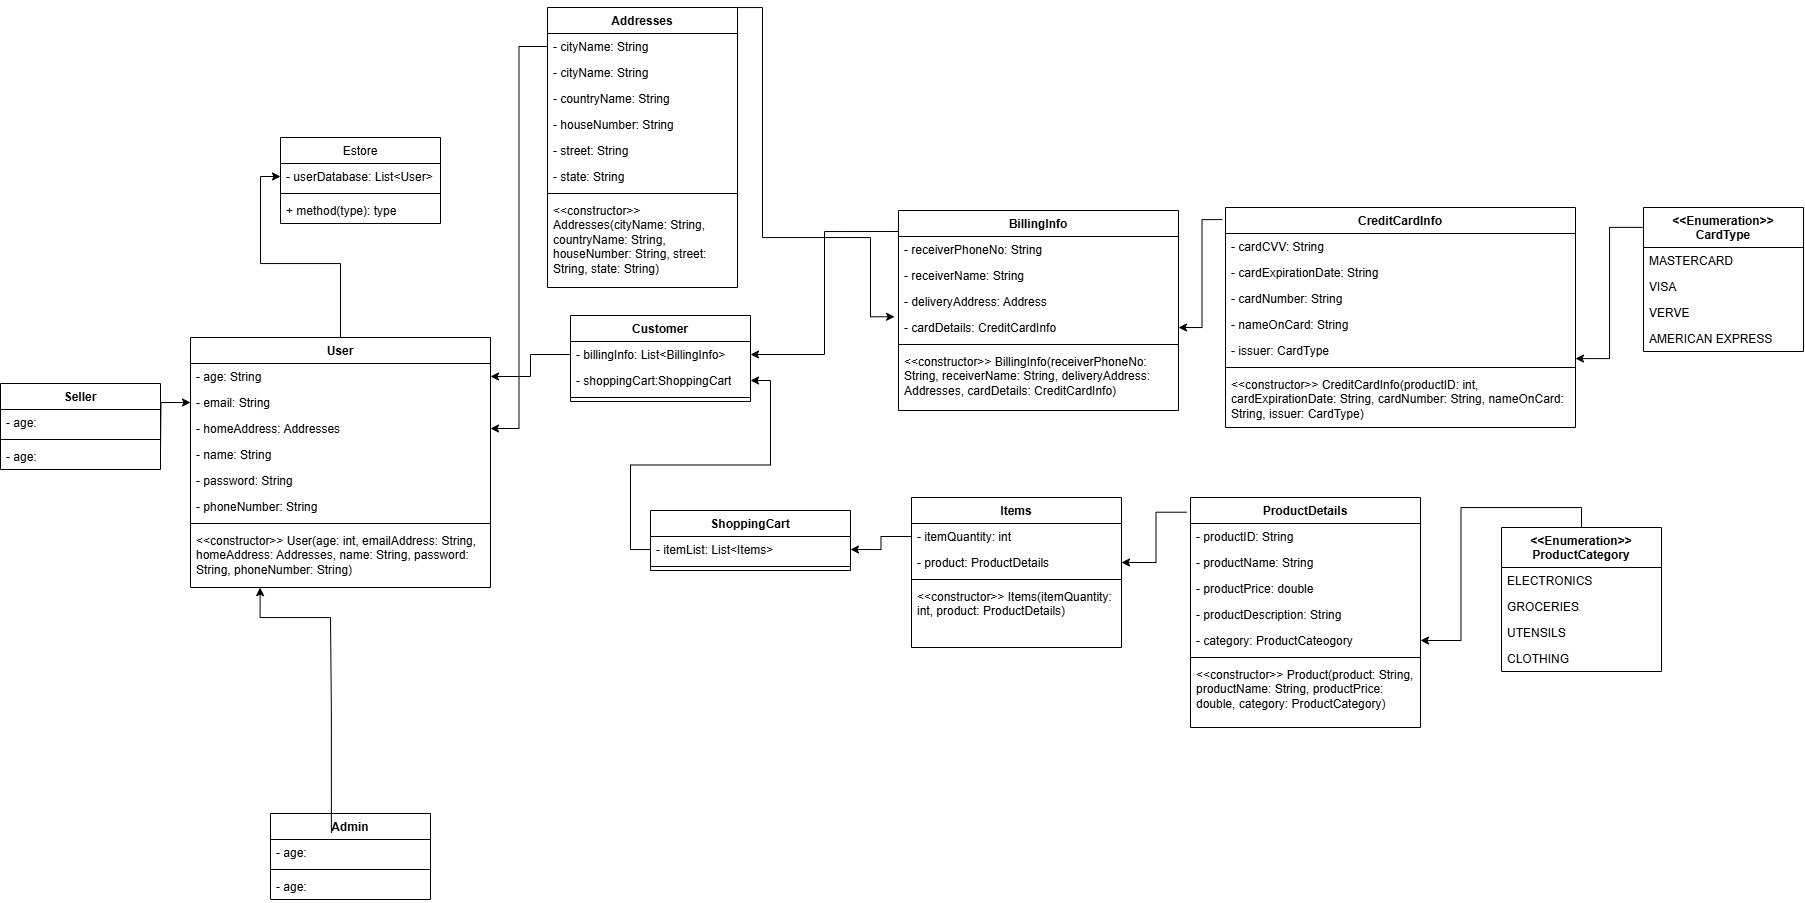 Addresses
- cityName: String
- cityName: String
- countryName: String
- houseNumber: String
- street: String
- state: String
<<constructor>>
Addresses(cityName: String,
countryName: String,
houseNumber: String, street:
String, state: String)
Estore
- userDatabase: List<User>
+ method(type): type
BillingInfo
- receiverPhoneNo: String
- receiverName: String
- deliveryAddress: Address
- cardDetails: CreditCardInfo
<<constructor>> BillingInfo(receiverPhoneNo:
String, receiverName: String, deliveryAddress:
Addresses, cardDetails: CreditCardInfo)
CreditCardInfo
- cardCVV: String
- cardExpirationDate: String
- cardNumber: String
- nameOnCard: String
- issuer: CardType
<<constructor>> CreditCardInfo(productID: int,
cardExpirationDate: String, cardNumber: String, nameOnCard:
String, issuer: CardType)
<<Enumeration>>
CardType
MASTERCARD
VISA
VERVE
AMERICAN EXPRESS
Customer
- billingInfo: List<BillingInfo>
- shoppingCart:ShoppingCart
User
- age: String
- email: String
- homeAddress: Addresses
- name: String
- password: String
- phoneNumber: String
<<constructor>> User(age: int, emailAddress: String,
homeAddress: Addresses, name: String, password:
String, phoneNumber: String)
Seller
- age:
- age:
ShoppingCart
- itemList: List<Items>
Items
- itemQuantity: int
- product: ProductDetails
<<constructor>> Items(itemQuantity:
int, product: ProductDetails)
ProductDetails
- productID: String
- productName: String
- productPrice: double
- productDescription: String
- category: ProductCateogory
<<constructor>> Product(product: String,
productName: String, productPrice:
double, category: ProductCategory)
<<Enumeration>>
ProductCategory
ELECTRONICS
GROCERIES
UTENSILS
CLOTHING
Admin
- age:
- age: